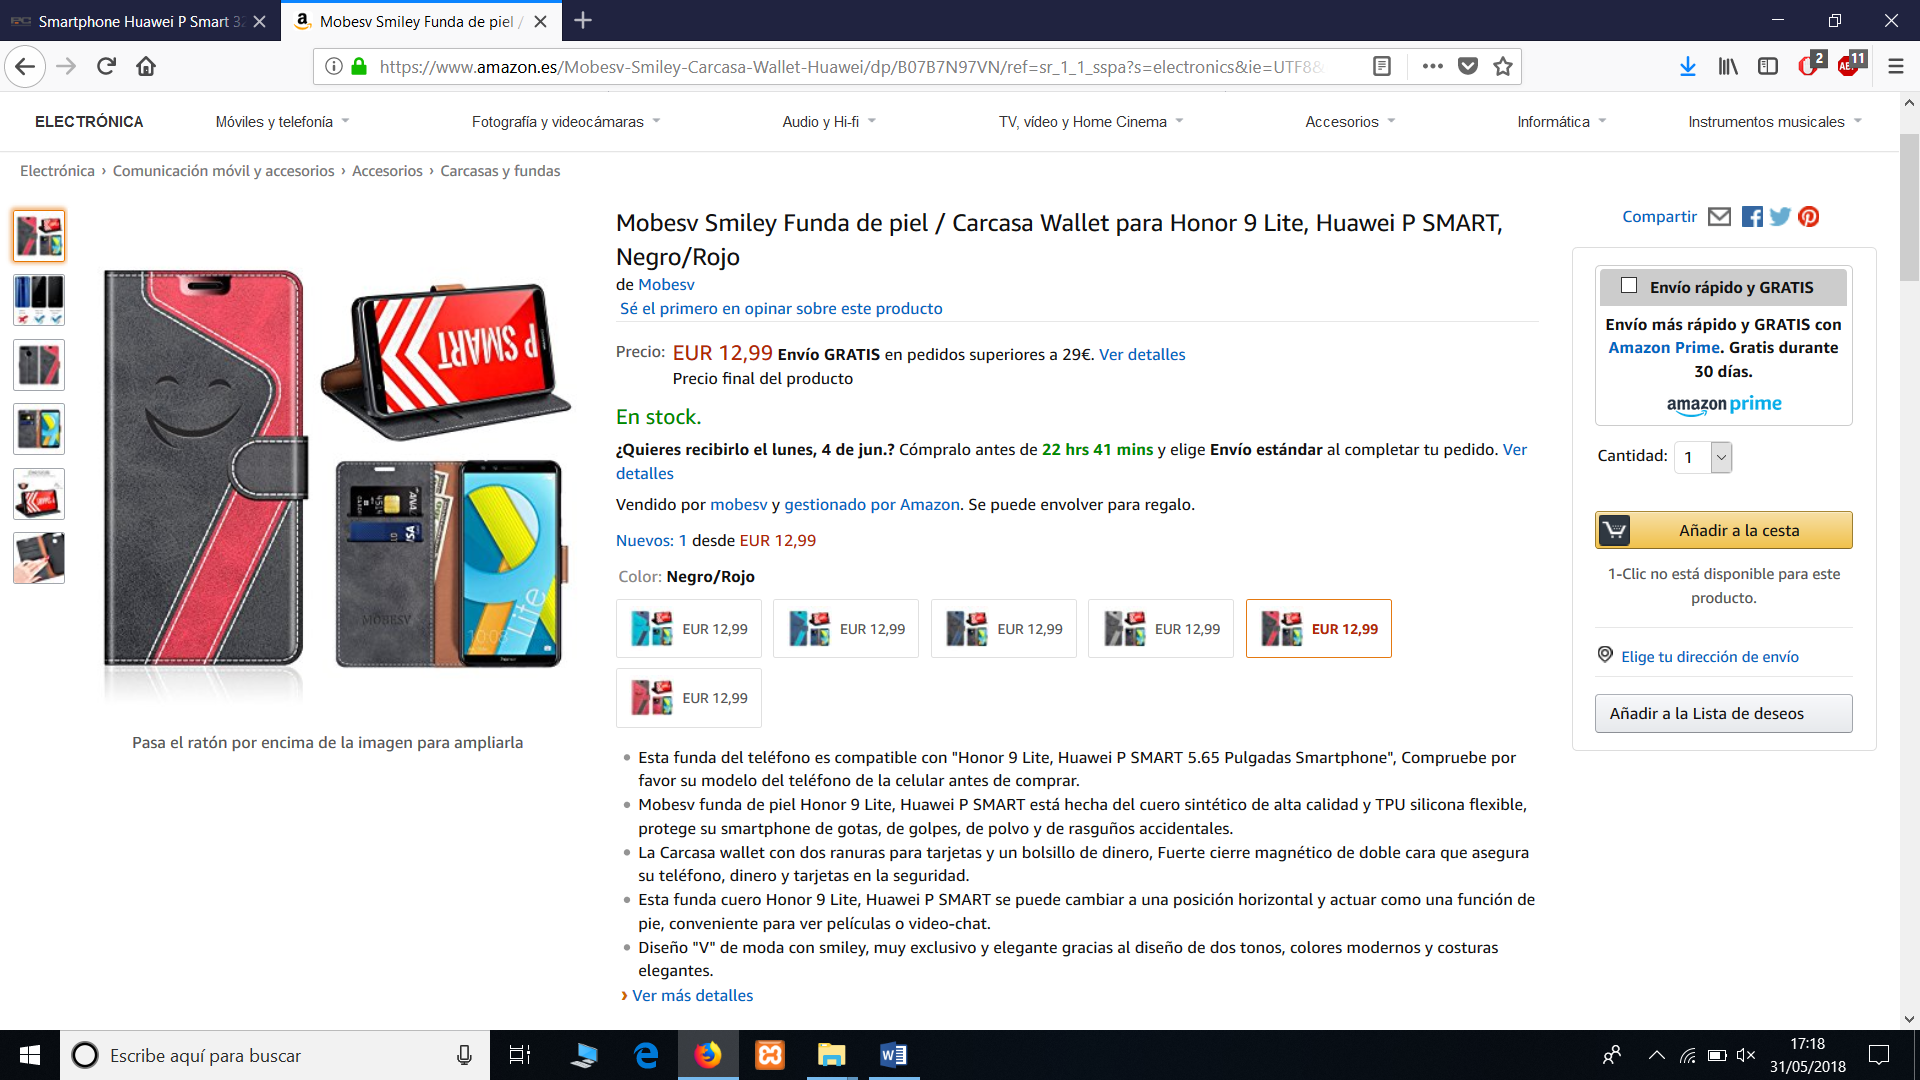 Smartphone Huawei P Smart 32
Mobesv Smiley Funda de piel /
https://www.amazon.es/Mobesv-Smiley-Carcasa-Wallet-Huawei/dp/B07B7N97VN/ref=sr_1_1_sspa?s=electronics&ie=UTF8&
2
11
ELECTRÓNICA
Móviles y telefonía
Fotografía y videocámaras
Audio y Hi-fi
TV, vídeo y Home Cinema
Accesorios
Informática
Instrumentos musicales
Electrónica › Comunicación móvil y accesorios › Accesorios › Carcasas y fundas
Mobesv Smiley Funda de piel / Carcasa Wallet para Honor 9 Lite, Huawei P SMART,
Negro/Rojo
de Mobesv
Sé el primero en opinar sobre este producto
Precio: EUR 12,99 Envío GRATIS en pedidos superiores a 29€. Ver detalles
Precio final del producto
En stock.
¿Quieres recibirlo el lunes, 4 de jun.? Cómpralo antes de 22 hrs 41 mins y elige Envío estándar al completar tu pedido. Ver
detalles
Vendido por mobesv y gestionado por Amazon. Se puede envolver para regalo.
Nuevos: 1 desde EUR 12,99
Color: Negro/Rojo
EUR 12,99
EUR 12,99
EUR 12,99
EUR 12,99
EUR 12,99
EUR 12,99
P SMART
VISA
MOBESV
Lite
10:08
honor
Pasa el ratón por encima de la imagen para ampliarla
• Esta funda del teléfono es compatible con "Honor 9 Lite, Huawei P SMART 5.65 Pulgadas Smartphone", Compruebe por
favor su modelo del teléfono de la celular antes de comprar.
• Mobesv funda de piel Honor 9 Lite, Huawei P SMART está hecha del cuero sintético de alta calidad y TPU silicona flexible,
protege su smartphone de gotas, de golpes, de polvo y de rasguños accidentales.
• La Carcasa wallet con dos ranuras para tarjetas y un bolsillo de dinero, Fuerte cierre magnético de doble cara que asegura
su teléfono, dinero y tarjetas en la seguridad.
• Esta funda cuero Honor 9 Lite, Huawei P SMART se puede cambiar a una posición horizontal y actuar como una función de
pie, conveniente para ver películas o video-chat.
• Diseño "V" de moda con smiley, muy exclusivo y elegante gracias al diseño de dos tonos, colores modernos y costuras
elegantes.
› Ver más detalles
Compartir
Envío rápido y GRATIS
Envío más rápido y GRATIS con
Amazon Prime. Gratis durante
30 días.
amazon prime
Cantidad: 1
Añadir a la cesta
1-Clic no está disponible para este
producto.
Elige tu dirección de envío
Añadir a la Lista de deseos
Escribe aquí para buscar
17:18
31/05/2018